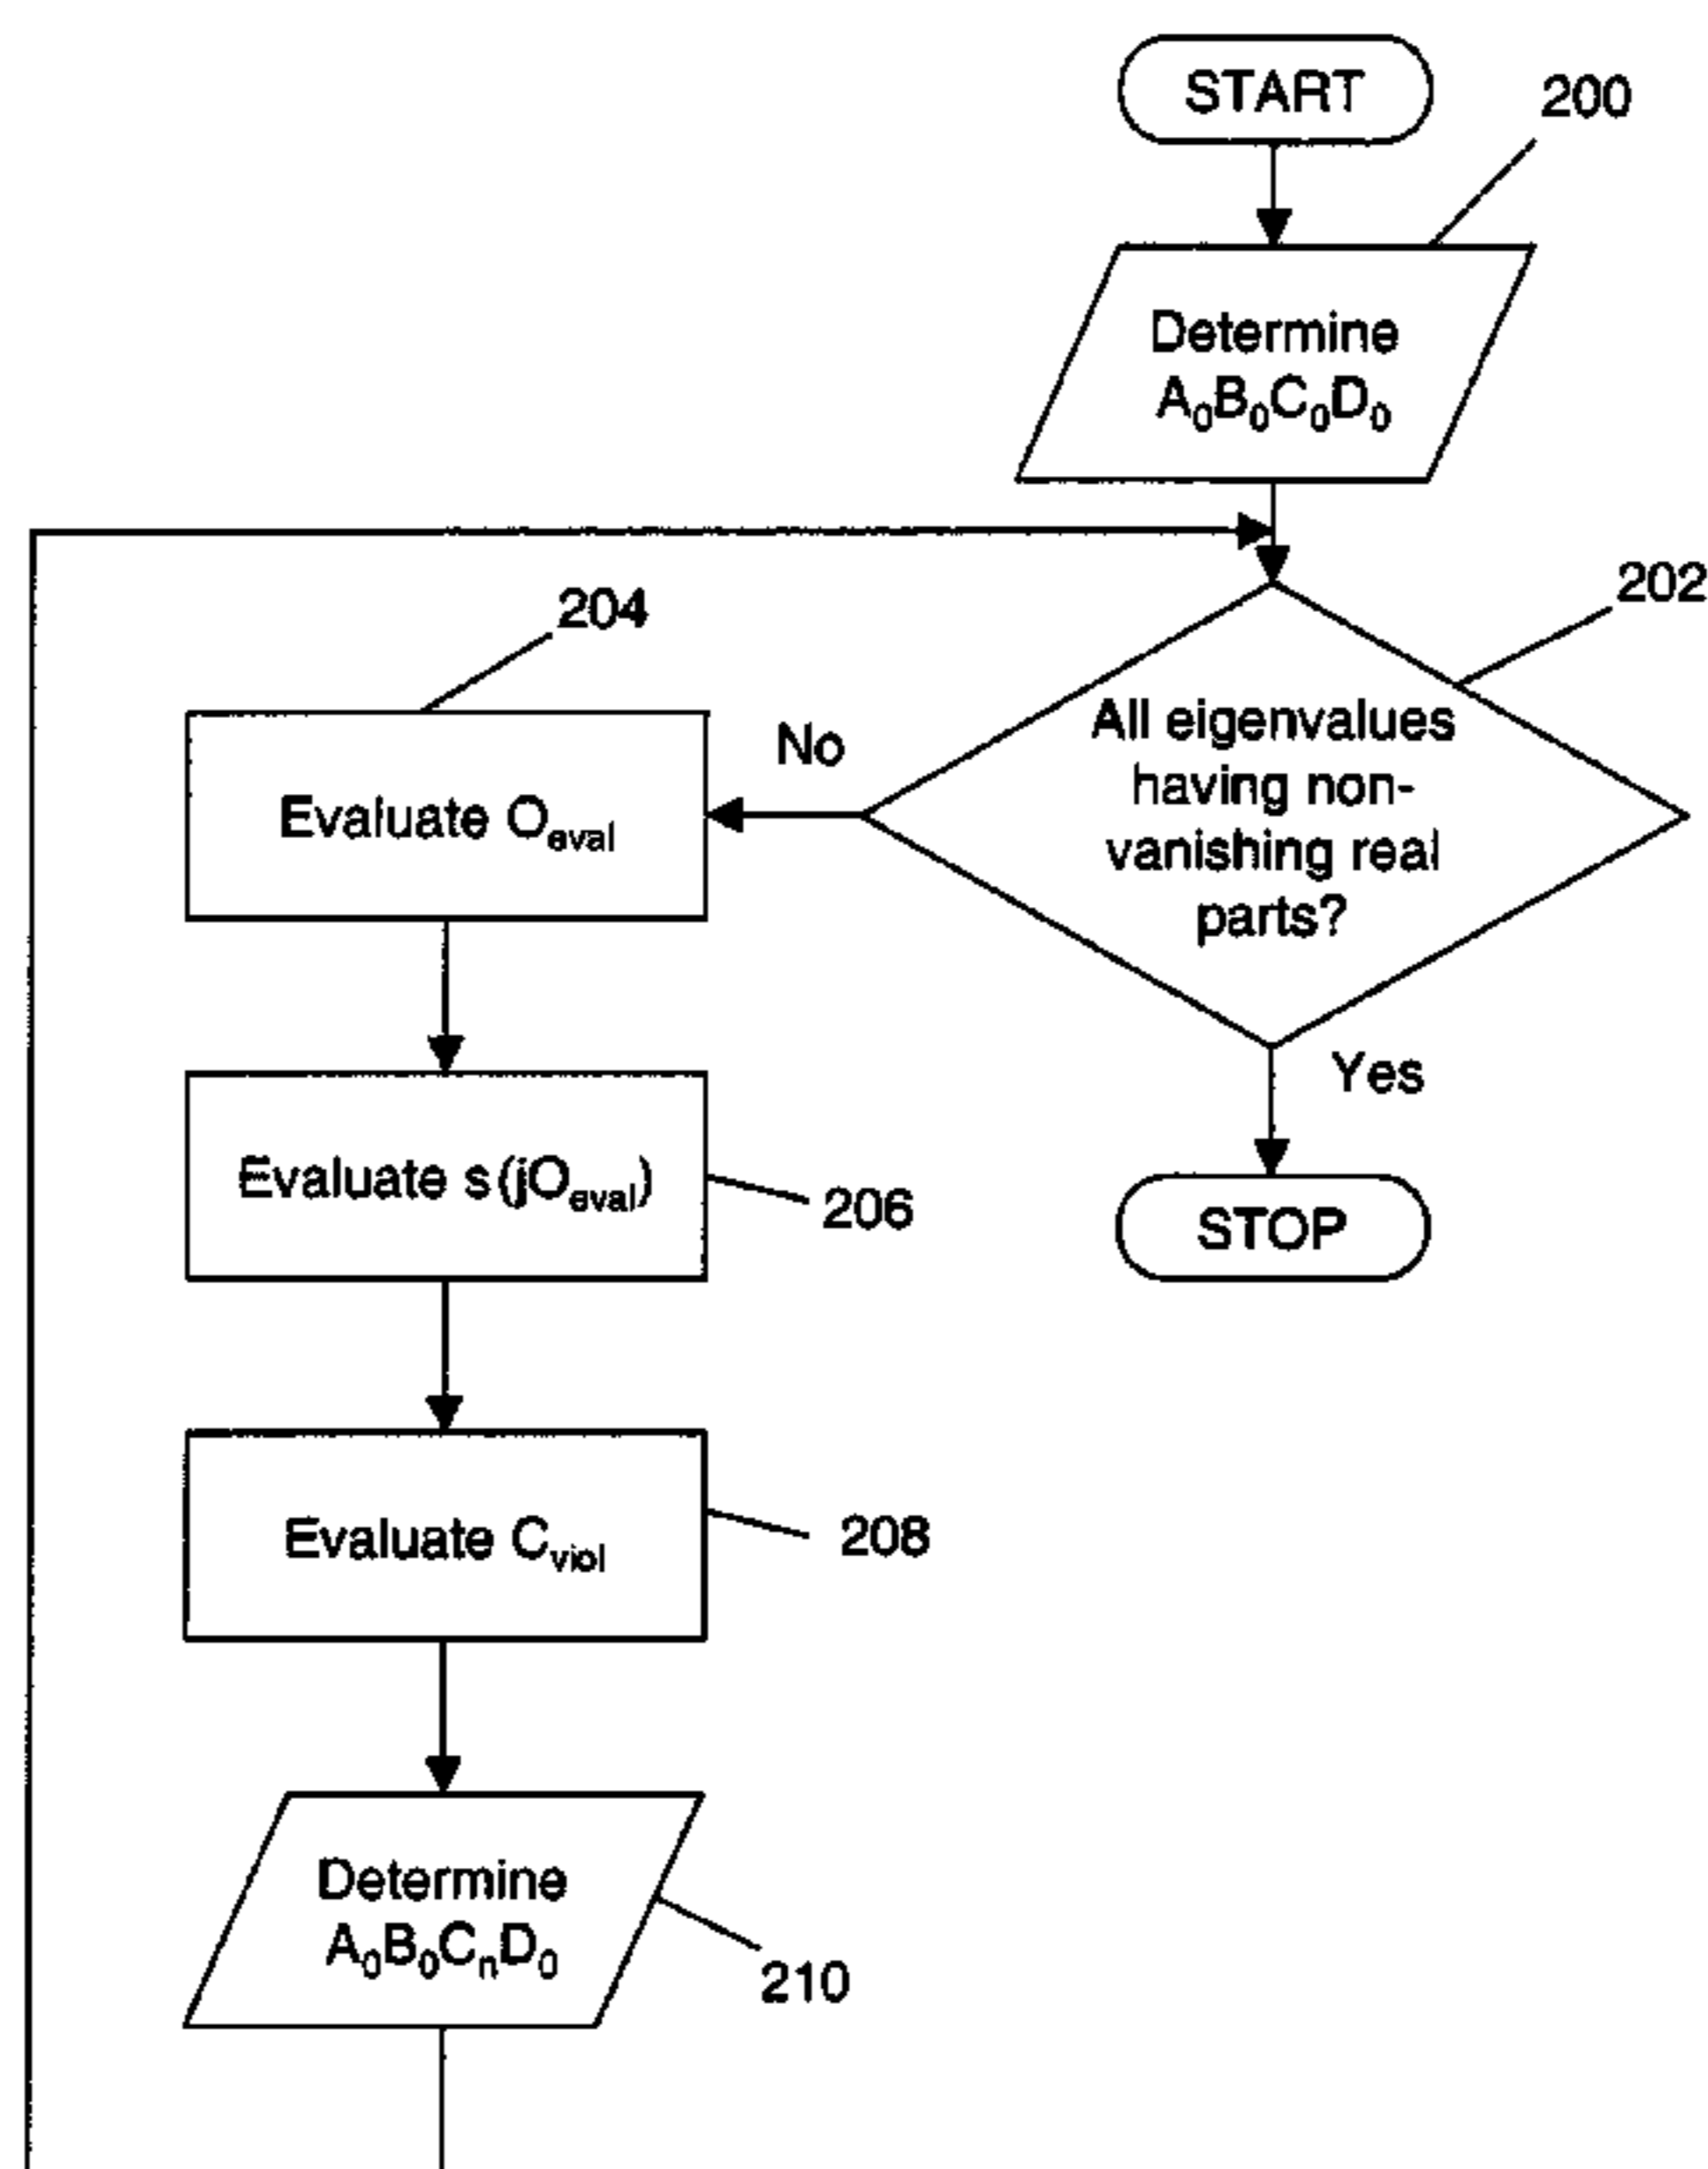 START
200
Determine
A₀B₀C₀D₀
202
All eigenvalues
having non-
vanishing real
parts?
No
Yes
STOP
204
Evaluate Oeval
Evaluate s(jOeval)
206
Evaluate Cviol
208
Determine
A₀B₀CₙD₀
210